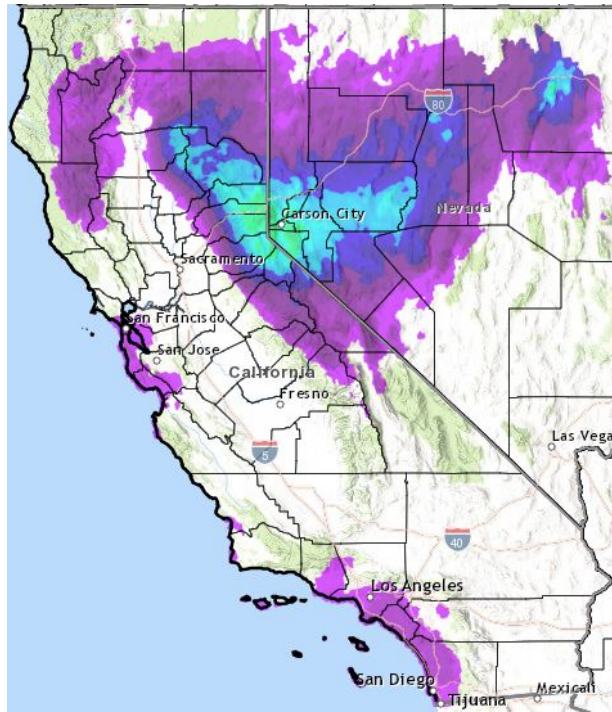 80
Carson City
Nevada
Sacramento
San Francisco
San Jose
California
Fresno
5
Las Vega
40
Los Angeles
San Diego
Tijuana
Mexicali